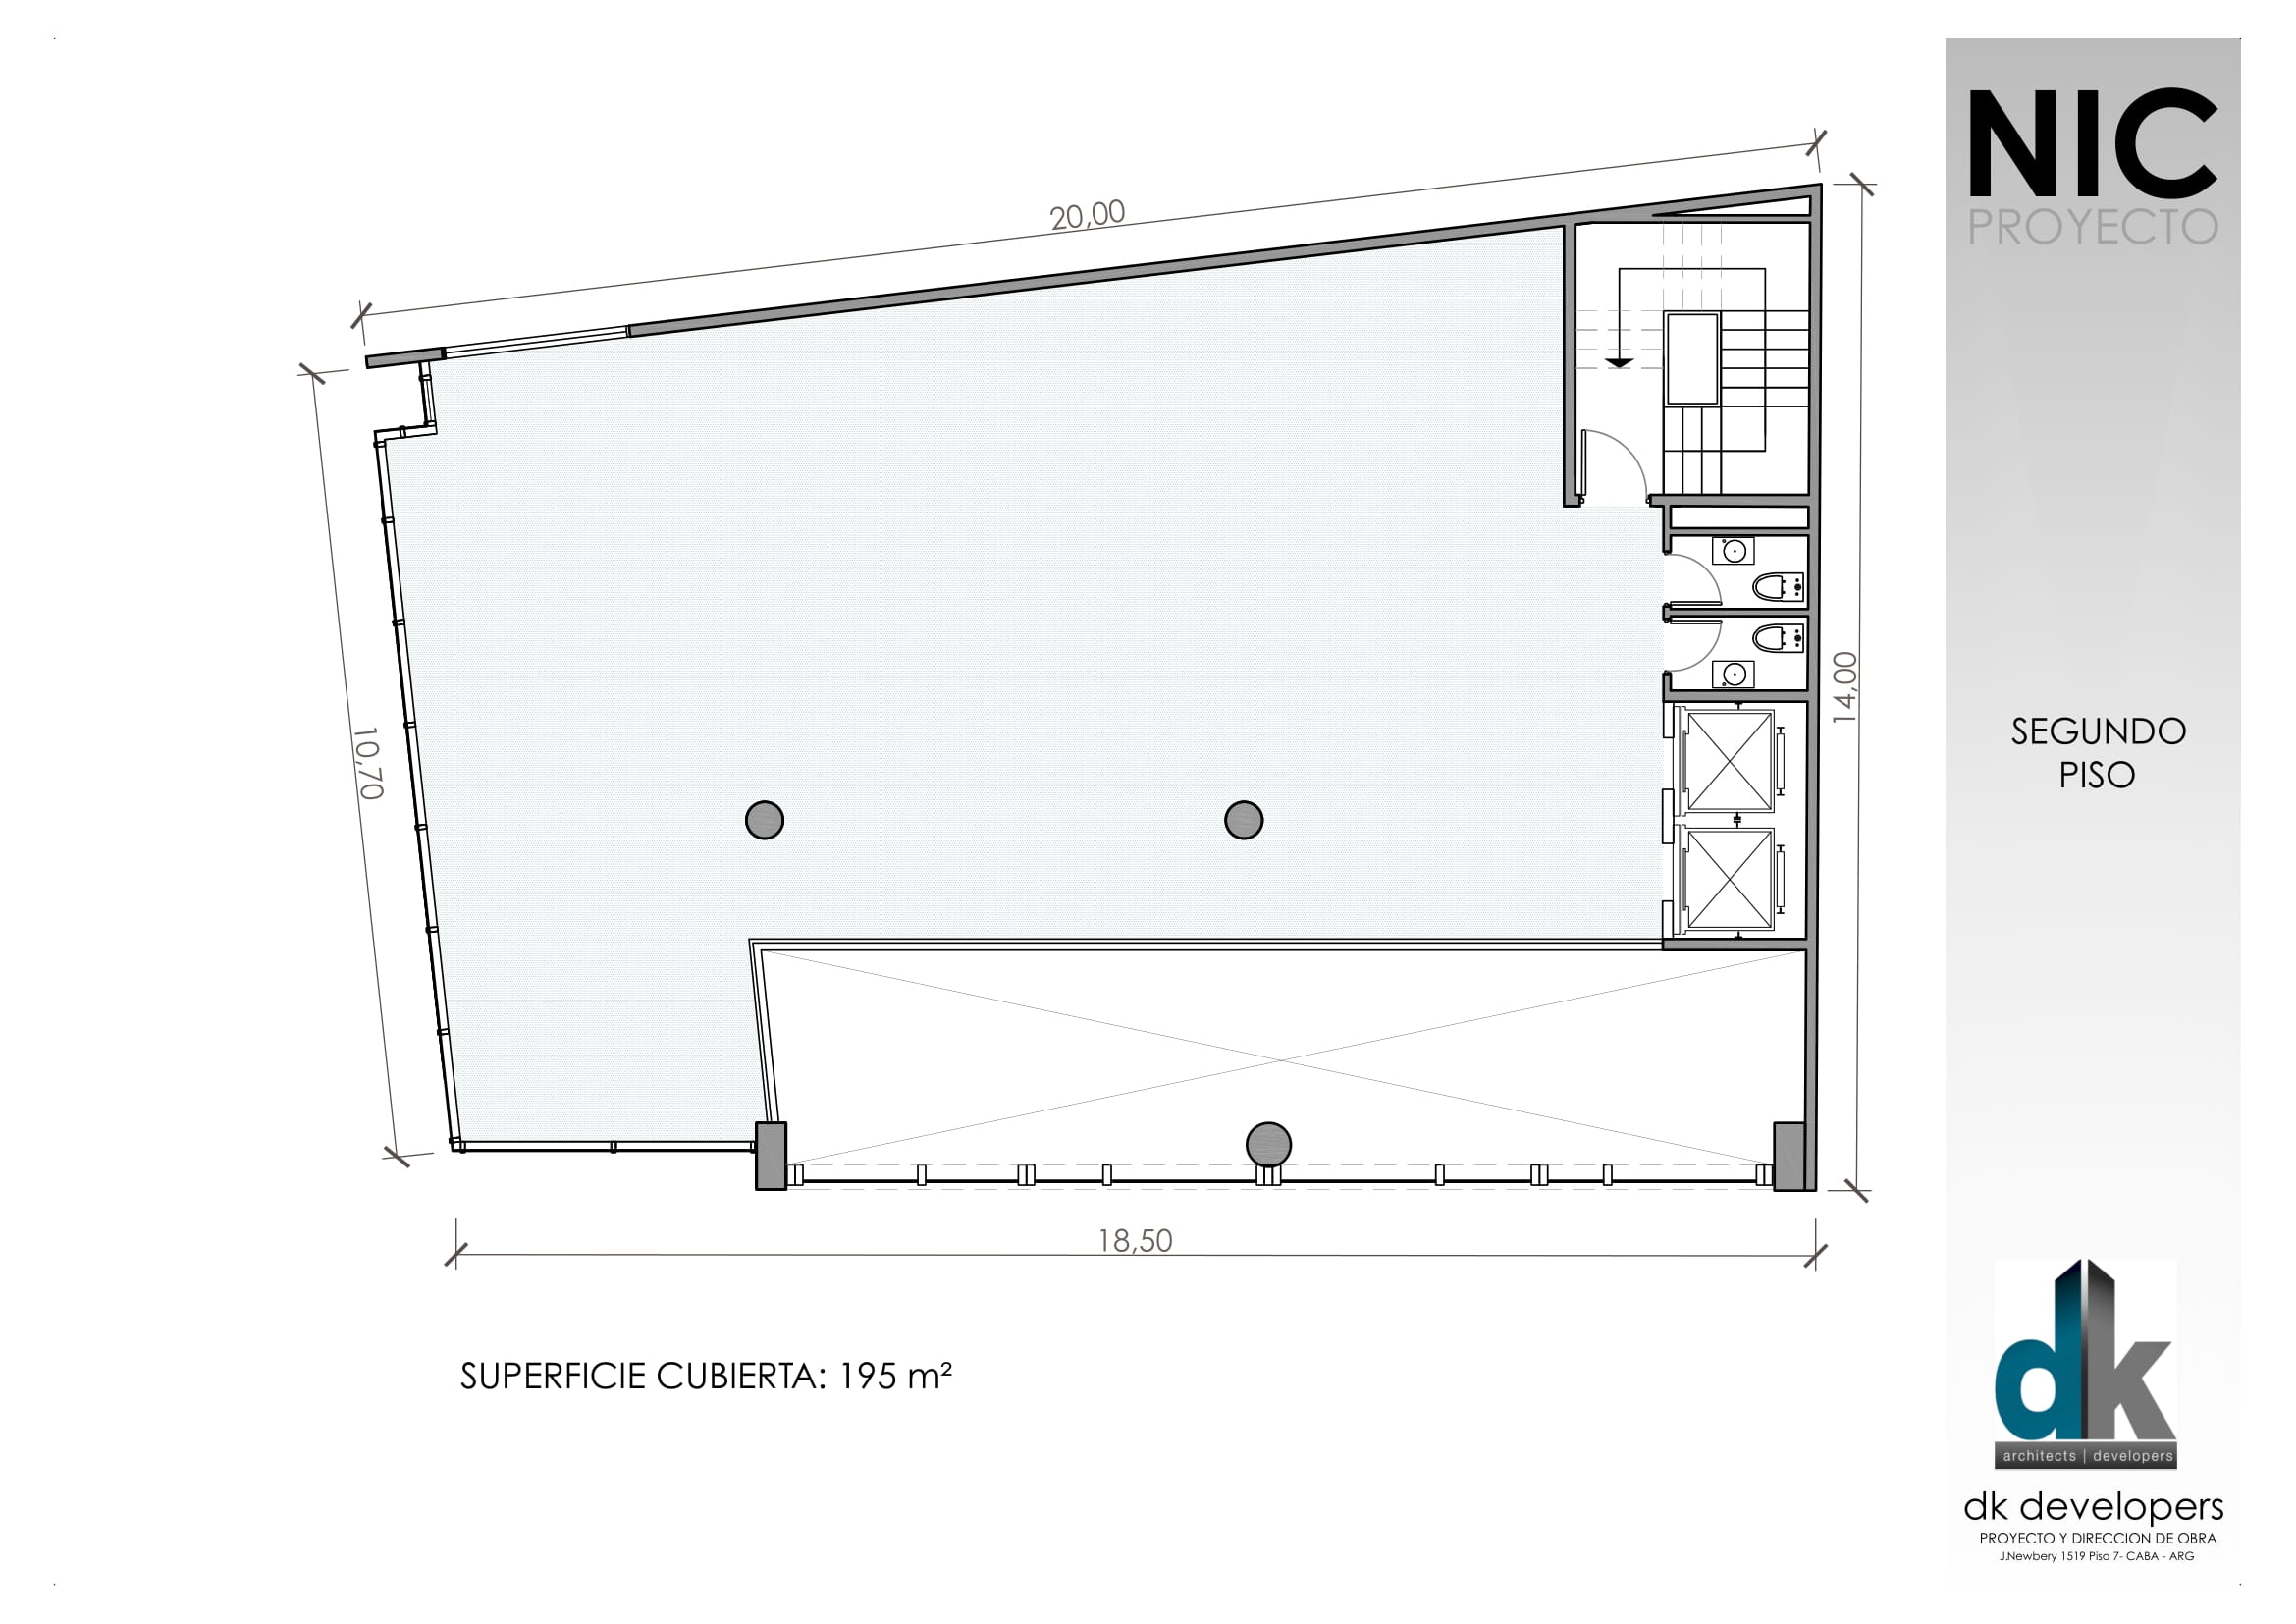 NIC
PROYECTO
20,00
10,70
14,00
SEGUNDO
PISO
18,50
SUPERFICIE CUBIERTA: 195 m²
dk
architects | developers
dk developers
PROYECTO Y DIRECCION DE OBRA
J.Newbery 1519 Piso 7- CABA - ARG